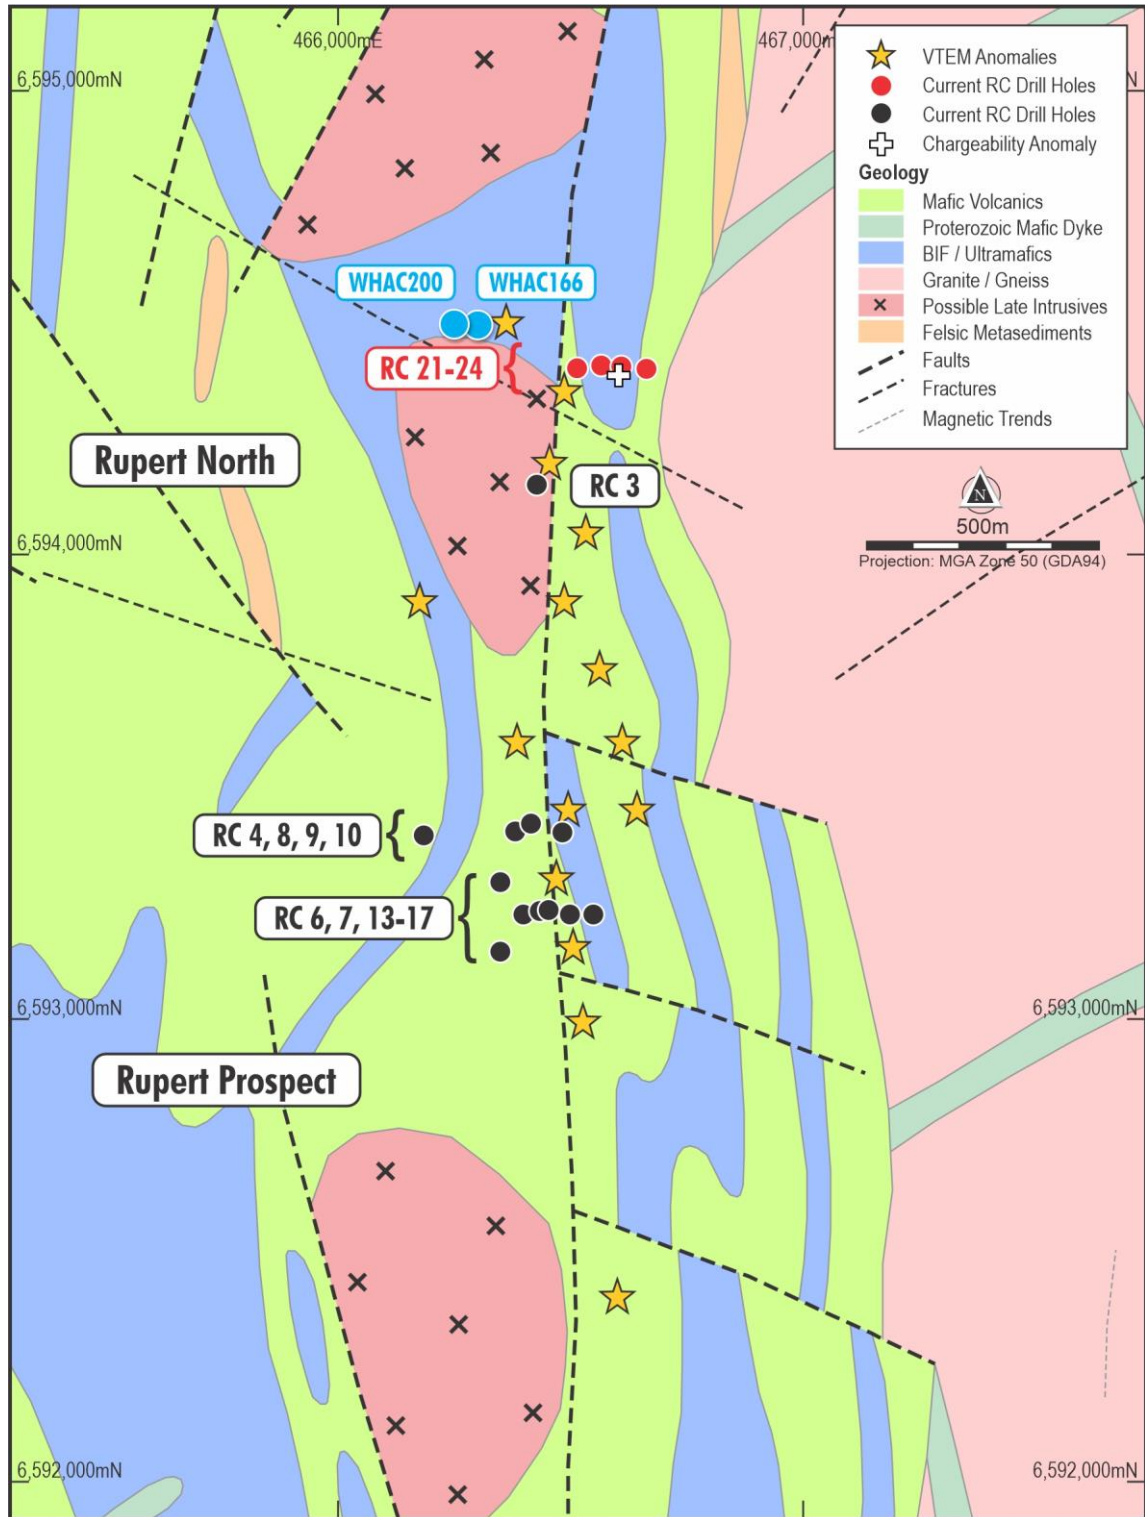 466,000mE
467,000m
6,595,000mN
N
VTEM Anomalies
Current RC Drill Holes
Current RC Drill Holes
Chargeability Anomaly
Geology
Mafic Volcanics
Proterozoic Mafic Dyke
BIF / Ultramafics
Granite / Gneiss
Possible Late Intrusives
Felsic Metasediments
Faults
Fractures
Magnetic Trends
WHAC200
WHAC166
RC 21-24
Rupert North
RC 3
N
500m
Projection: MGA Zone 50 (GDA94)
6,594,000mN
RC 4, 8, 9, 10
RC 6, 7, 13-17
6,593,000mN
6,593,000mN
Rupert Prospect
6,592,000mN
6,592,000mN